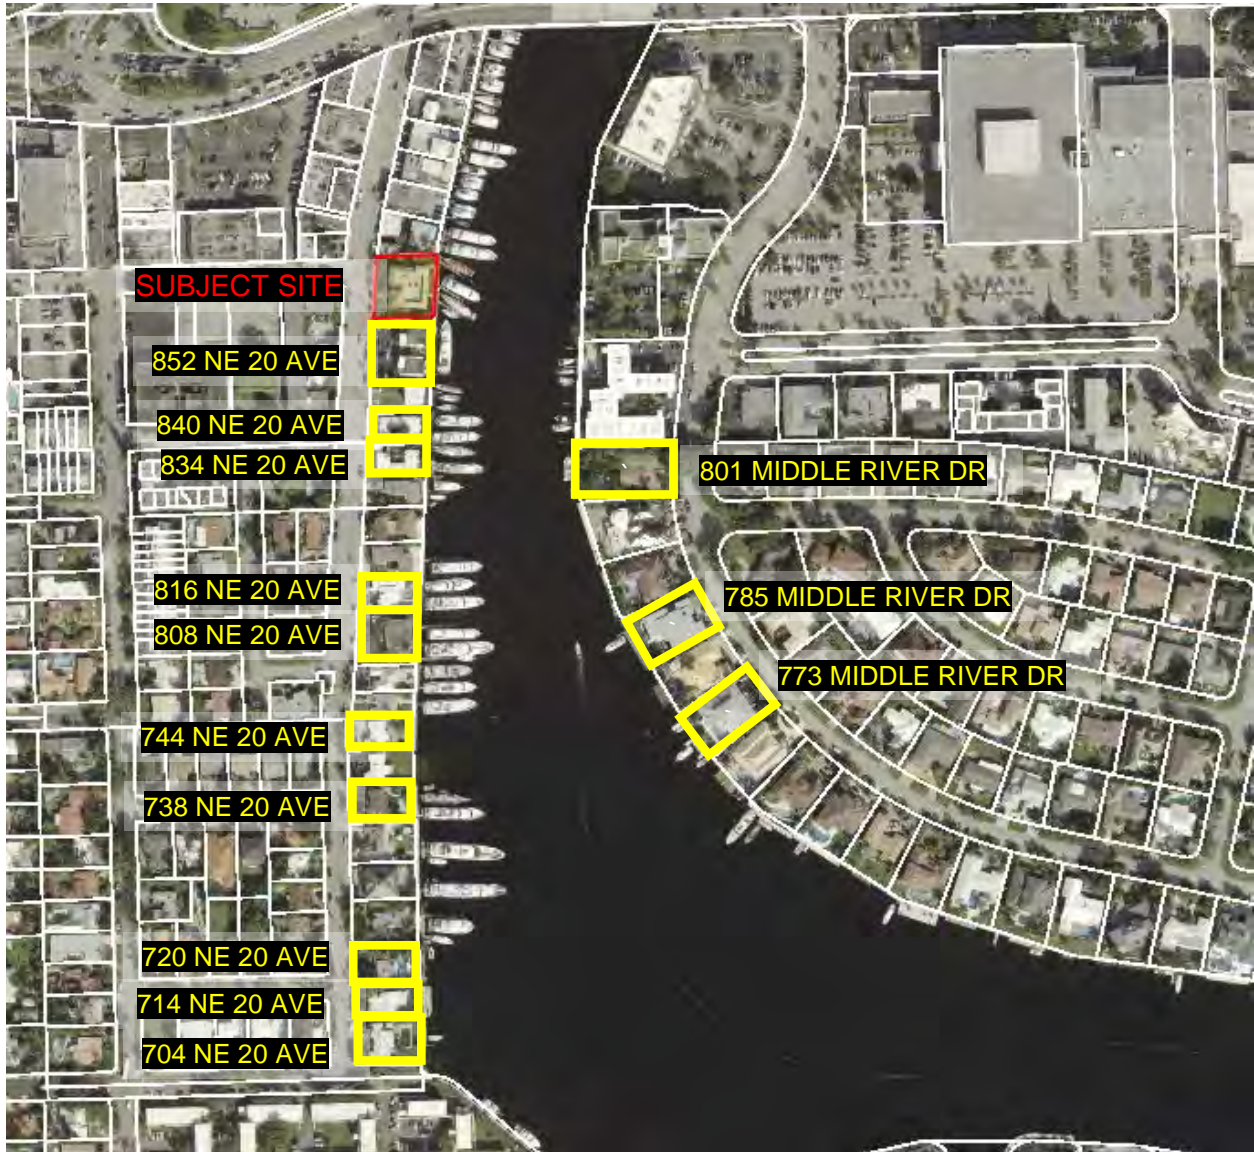 SUBJECT SITE
852 NE 20 AVE
840 NE 20 AVE
834 NE 20 AVE
801 MIDDLE RIVER DR
816 NE 20 AVE
785 MIDDLE RIVER DR
808 NE 20 AVE
773 MIDDLE RIVER DR
744 NE 20 AVE
738 NE 20 AVE
720 NE 20 AVE
714 NE 20 AVE
704 NE 20 AVE